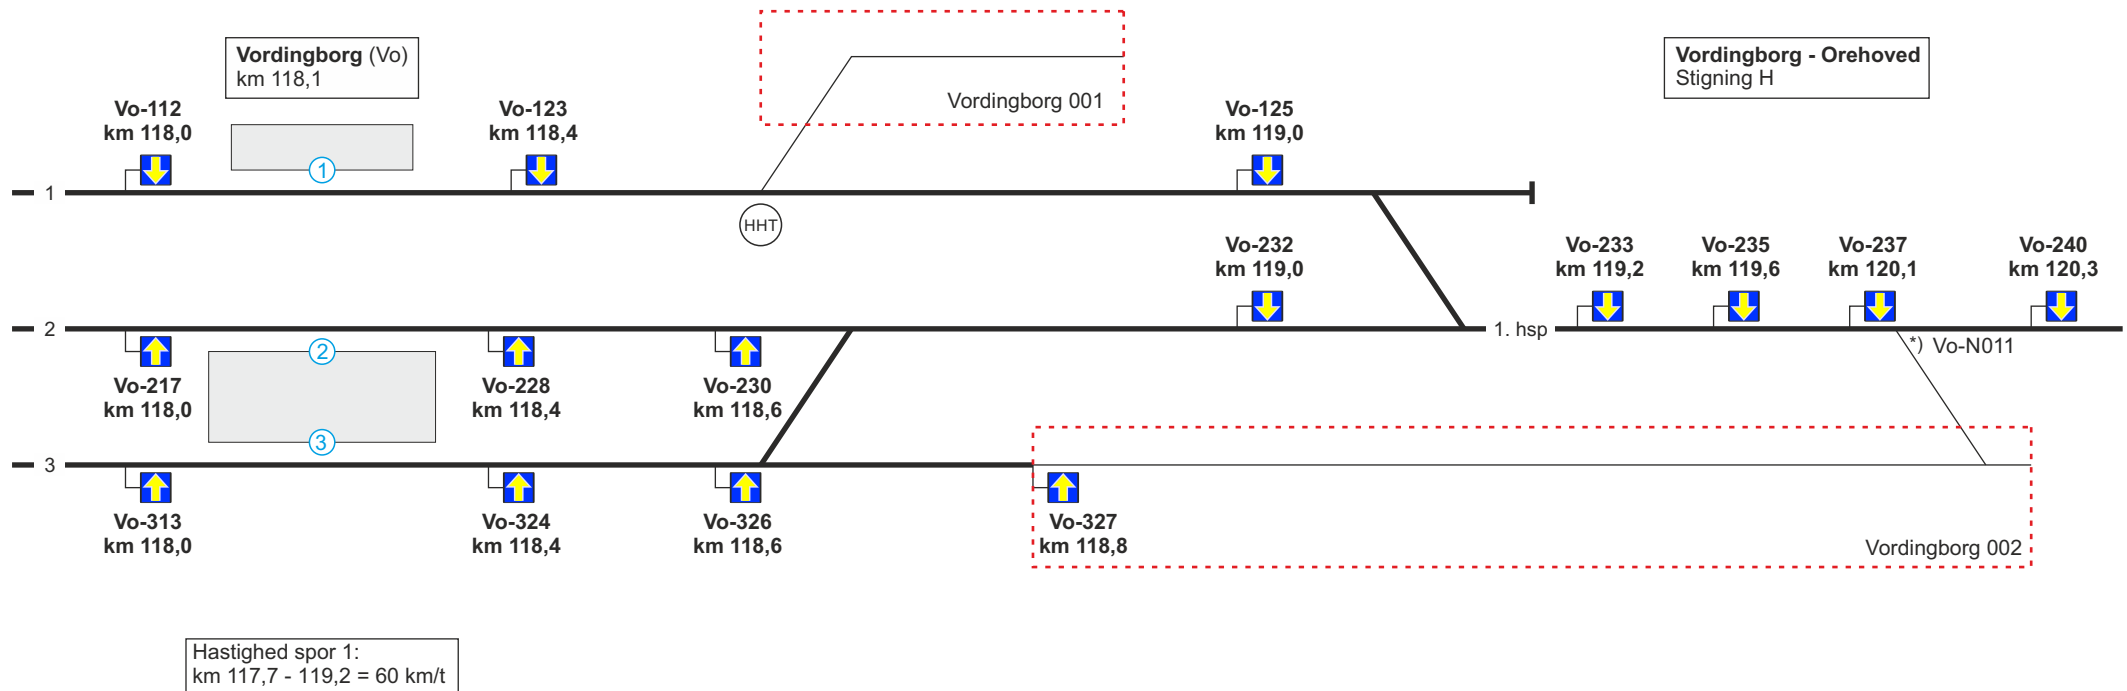 Vordingborg (Vo)
km 118,1
Vordingborg 001
Vordingborg - Orehoved
Stigning H
Vo-112
km 118,0
Vo-123
km 118,4
Vo-125
km 119,0
1
1
HHT
Vo-232
km 119,0
Vo-233
km 119,2
Vo-235
km 119,6
Vo-237
km 120,1
Vo-240
km 120,3
2
1. hsp
*) Vo-N011
2
Vo-217
km 118,0
Vo-228
km 118,4
Vo-230
km 118,6
3
3
Vo-313
km 118,0
Vo-324
km 118,4
Vo-326
km 118,6
Vo-327
km 118,8
Vordingborg 002
Hastighed spor 1:
km 117,7 - 119,2 = 60 km/t